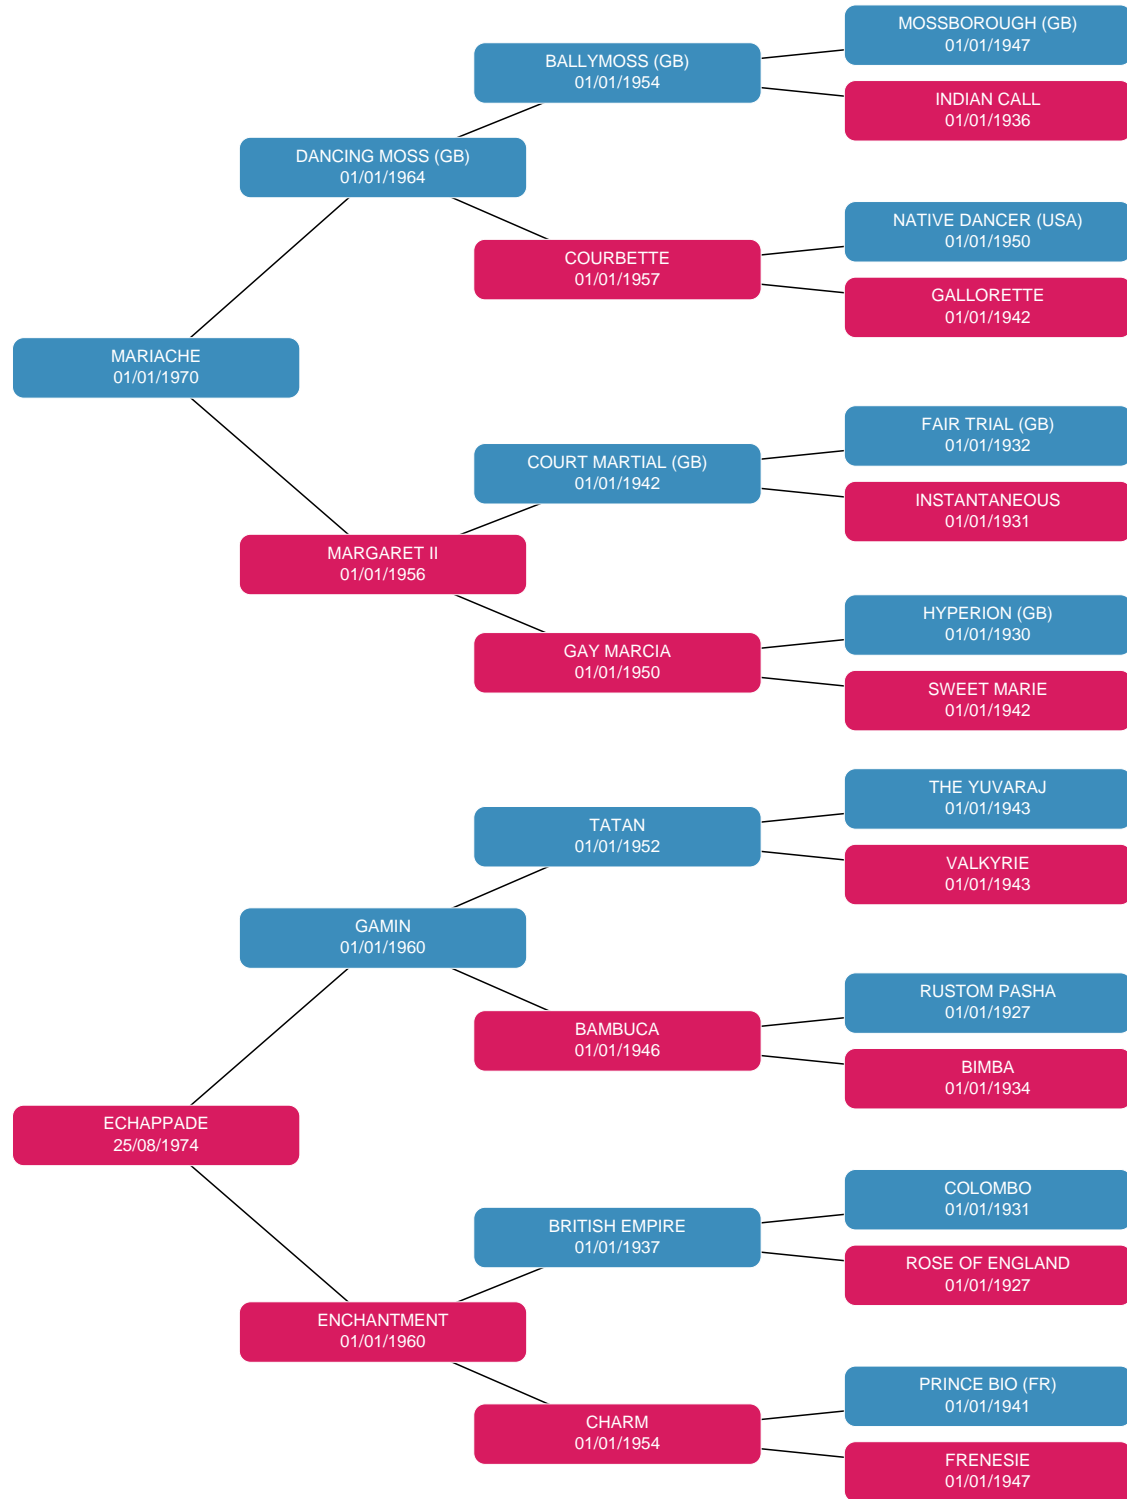 MOSSBOROUGH (GB)
01/01/1947
BALLYMOSS (GB)
01/01/1954
INDIAN CALL
01/01/1936
DANCING MOSS (GB)
01/01/1964
NATIVE DANCER (USA)
01/01/1950
COURBETTE
01/01/1957
GALLORETTE
01/01/1942
MARIACHE
01/01/1970
FAIR TRIAL (GB)
01/01/1932
COURT MARTIAL (GB)
01/01/1942
INSTANTANEOUS
01/01/1931
MARGARET II
01/01/1956
HYPERION (GB)
01/01/1930
GAY MARCIA
01/01/1950
SWEET MARIE
01/01/1942
THE YUVARAJ
01/01/1943
TATAN
01/01/1952
VALKYRIE
01/01/1943
GAMIN
01/01/1960
RUSTOM PASHA
01/01/1927
BAMBUCA
01/01/1946
BIMBA
01/01/1934
ECHAPPADE
25/08/1974
COLOMBO
01/01/1931
BRITISH EMPIRE
01/01/1937
ROSE OF ENGLAND
01/01/1927
ENCHANTMENT
01/01/1960
PRINCE BIO (FR)
01/01/1941
CHARM
01/01/1954
FRENESIE
01/01/1947